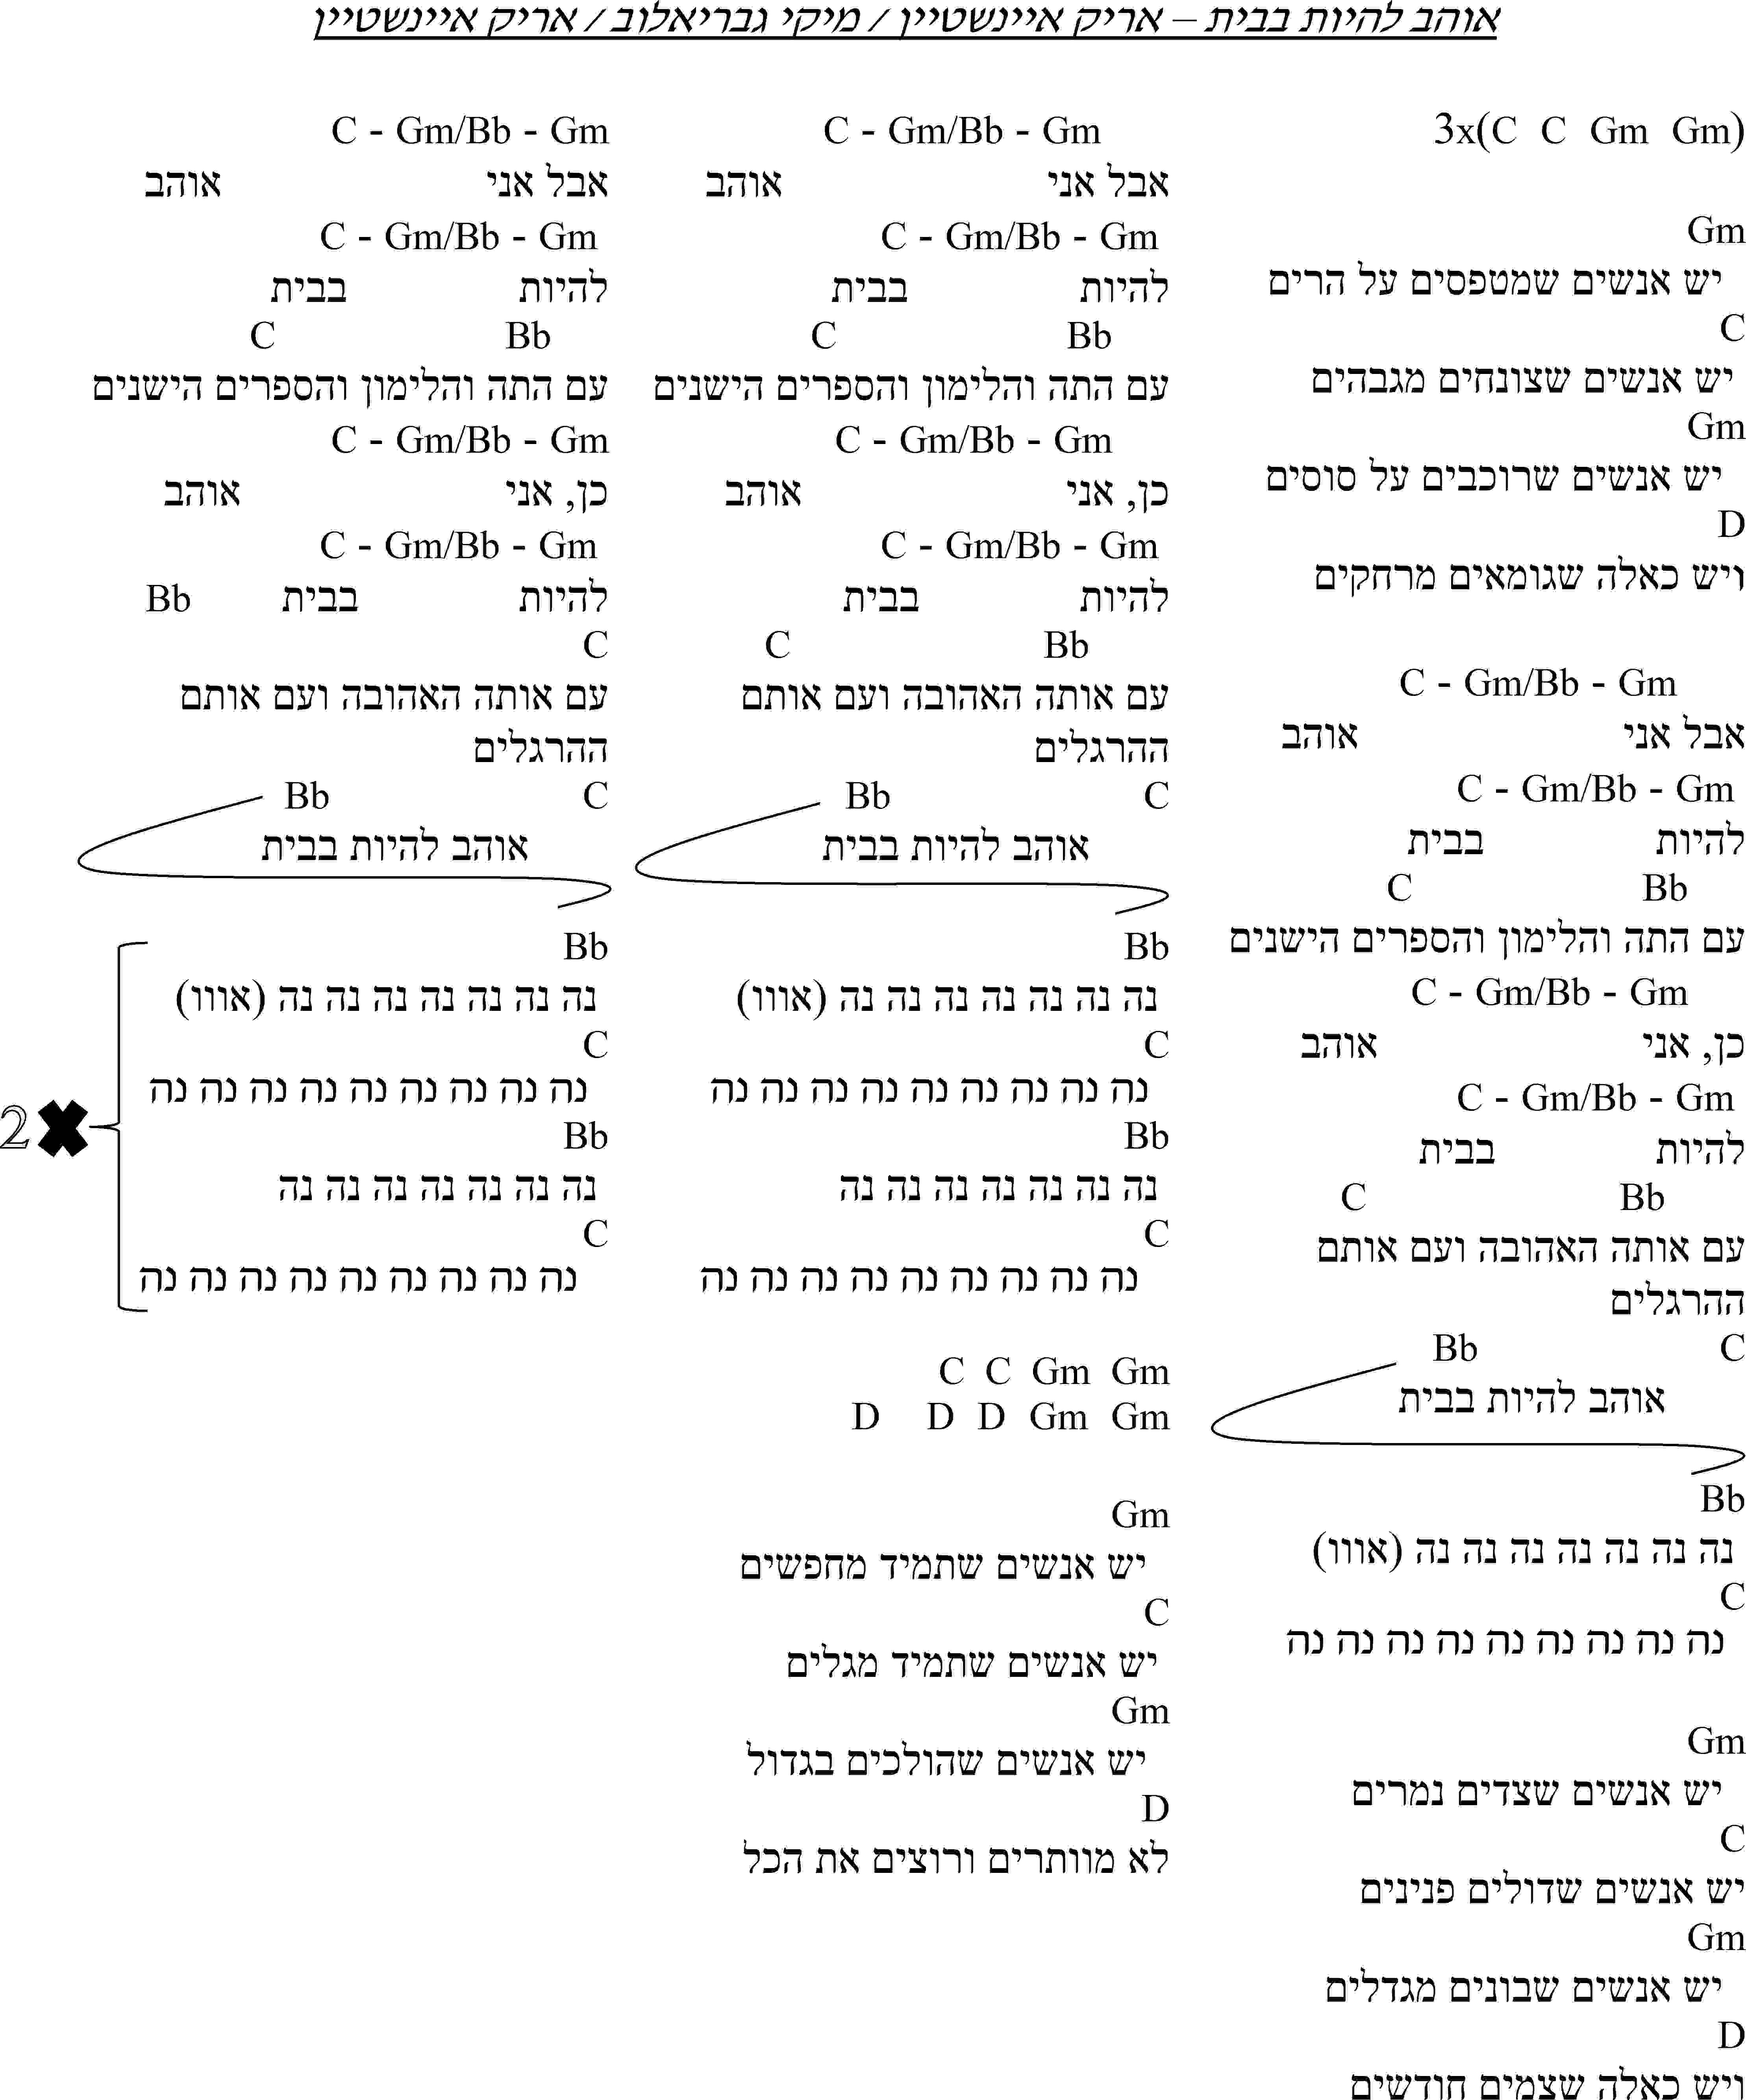 אוהב להיות בבית – אריק איינשטיין / מיקי גבריאלוב / אריק איינשטיין
3x(C C Gm Gm)
Gm
יש אנשים שמטפסים על הרים
C
יש אנשים שצונחים מגבהים
Gm
יש אנשים שרוכבים על סוסים
D
ויש כאלה שגומאים מרחקים
C - Gm/Bb - Gm
אבל אני אוהב
C - Gm/Bb - Gm
להיות בבית
C Bb
עם התה והלימון והספרים הישנים
C - Gm/Bb - Gm
כן, אני אוהב
C - Gm/Bb - Gm
להיות בבית
C Bb
עם אותה האהובה ועם אותם
ההרגלים
Bb C
אוהב להיות בבית
Bb
נה נה נה נה נה נה נה (אווו)
C
נה נה נה נה נה נה נה נה נה
Gm
יש אנשים שצדים נמרים
C
יש אנשים שדולים פנינים
Gm
יש אנשים שבונים מגדלים
D
ויש כאלה שצמים חודשים
C - Gm/Bb - Gm
אבל אני אוהב
C - Gm/Bb - Gm
להיות בבית
C Bb
עם התה והלימון והספרים הישנים
C - Gm/Bb - Gm
כן, אני אוהב
C - Gm/Bb - Gm
להיות בבית
C Bb
עם אותה האהובה ועם אותם
ההרגלים
Bb C
אוהב להיות בבית
Bb
נה נה נה נה נה נה נה (אווו)
C
נה נה נה נה נה נה נה נה נה
Bb
נה נה נה נה נה נה נה
C
נה נה נה נה נה נה נה נה נה
C C Gm Gm
D D D Gm Gm
Gm
יש אנשים שתמיד מחפשים
C
יש אנשים שתמיד מגלים
Gm
יש אנשים שהולכים בגדול
D
לא מוותרים ורוצים את הכל
C - Gm/Bb - Gm
אבל אני אוהב
C - Gm/Bb - Gm
להיות בבית
C Bb
עם התה והלימון והספרים הישנים
C - Gm/Bb - Gm
כן, אני אוהב
C - Gm/Bb - Gm
להיות בבית Bb
C
עם אותה האהובה ועם אותם
ההרגלים
Bb C
אוהב להיות בבית
Bb
נה נה נה נה נה נה נה (אווו)
C
נה נה נה נה נה נה נה נה נה
2✖
Bb
נה נה נה נה נה נה נה
C
נה נה נה נה נה נה נה נה נה